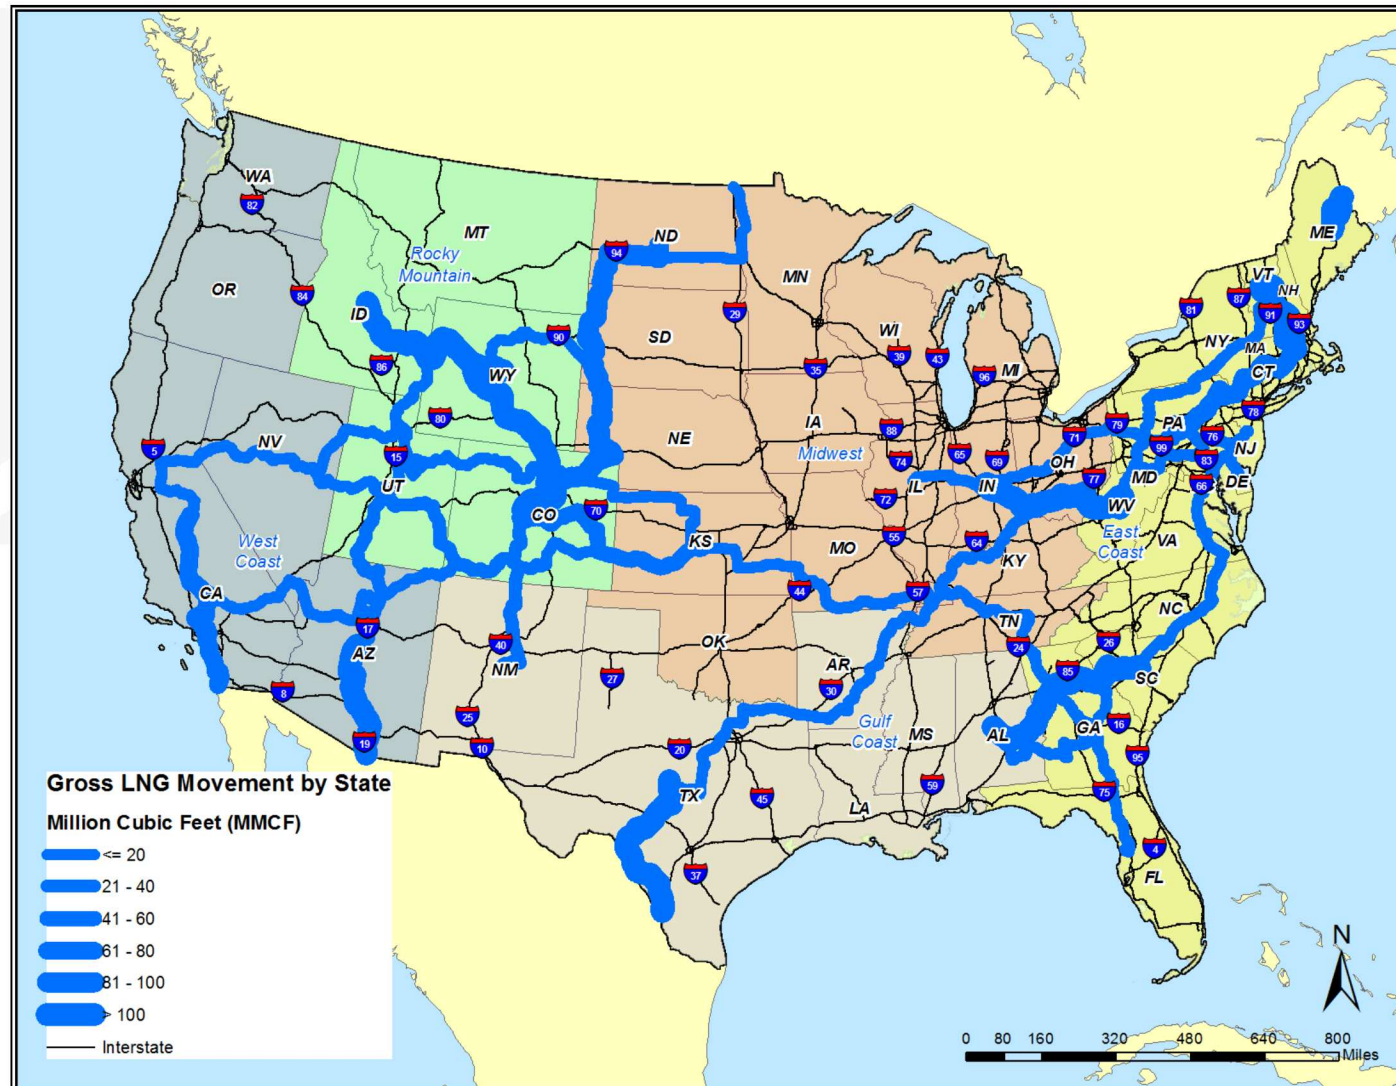 WA
82
MT
ND
94
ME
Rocky
Mountain
OR
84
ID
MN
VT
NH
87
81
91
93
29
WI
SD
90
39
43
NY
MA
86
WY
35
96
MI
CT
80
78
79
NE
IA
88
71
PA
76
5
NV
15
Midwest
74
65
69
OH
99
NJ
83
UT
IL
IN
77
MD
DE
72
66
CO
70
WV
West
Coast
KS
MO
55
64
KY
East
Coast
VA
CA
44
57
NC
17
TN
24
26
AZ
40
OK
NM
27
AR
30
85
SC
8
25
Gulf
Coast
MS
AL
GA
16
19
10
20
95
TX
45
59
75
LA
37
4
FL
Gross LNG Movement by State
Million Cubic Feet (MMCF)
<= 20
21 - 40
41 - 60
61 - 80
81 - 100
> 100
Interstate
N
0 80 160 320 480 640 800
Miles